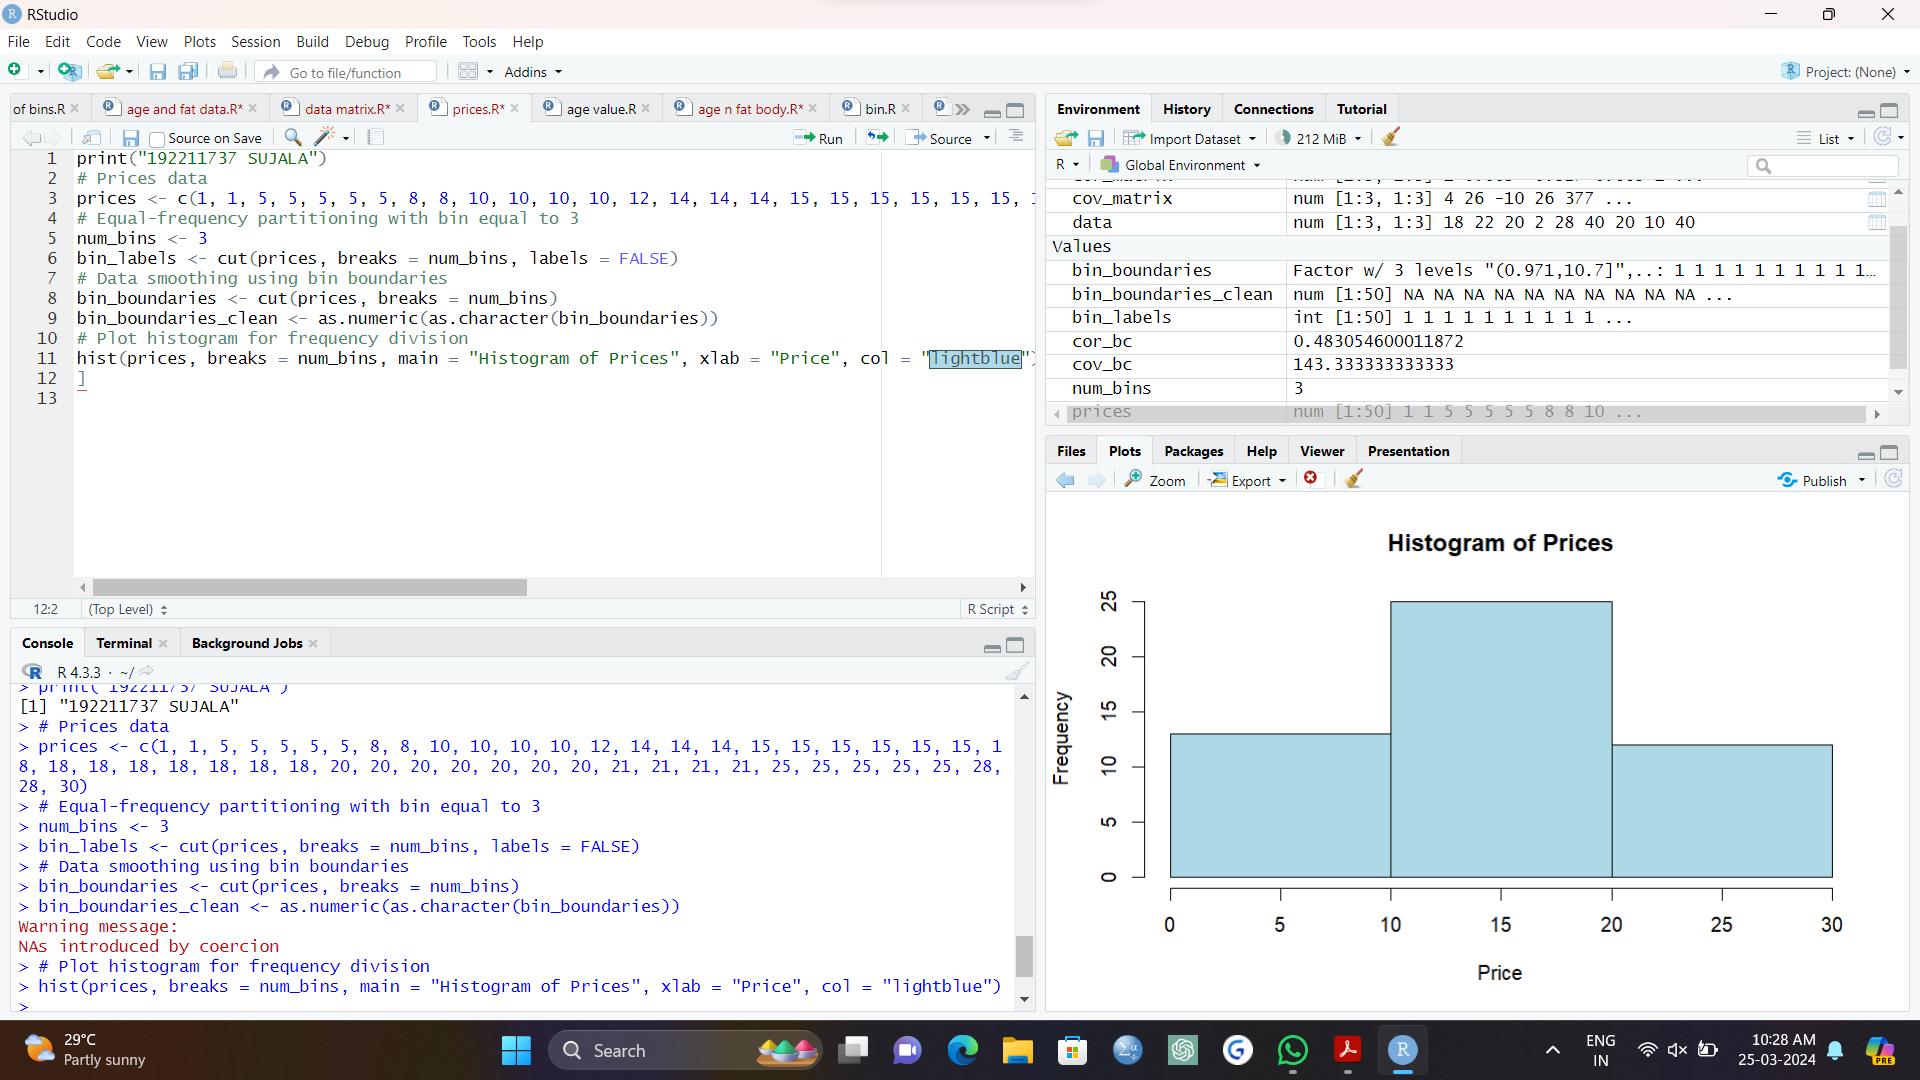 RStudio
File Edit Code View Plots Session Build Debug Profile Tools Help
Go to file/function Addins Project: (None)
of bins.R age and fat data.R* data matrix.R* prices.R* age value.R age n fat body.R* bin.R
Source on Save Run Source
1 print("192211737 SUJALA")
2 # Prices data
3 prices <- c(1, 1, 5, 5, 5, 5, 5, 8, 8, 10, 10, 10, 10, 12, 14, 14, 14, 15, 15, 15, 15, 15, 15,
4 # Equal-frequency partitioning with bin equal to 3
5 num_bins <- 3
6 bin_labels <- cut(prices, breaks = num_bins, labels = FALSE)
7 # Data smoothing using bin boundaries
8 bin_boundaries <- cut(prices, breaks = num_bins)
9 bin_boundaries_clean <- as.numeric(as.character(bin_boundaries))
10 # Plot histogram for frequency division
11 hist(prices, breaks = num_bins, main = "Histogram of Prices", xlab = "Price", col = "lightblue")
12 ]
13
12:2 (Top Level) R Script
Console Terminal Background Jobs
R 4.3.3 · ~/
> print("192211737 SUJALA")
[1] "192211737 SUJALA"
> # Prices data
> prices <- c(1, 1, 5, 5, 5, 5, 5, 8, 8, 10, 10, 10, 10, 12, 14, 14, 14, 15, 15, 15, 15, 15, 15, 1
8, 18, 18, 18, 18, 18, 18, 18, 20, 20, 20, 20, 20, 20, 20, 21, 21, 21, 21, 25, 25, 25, 25, 25, 28,
28, 30)
> # Equal-frequency partitioning with bin equal to 3
> num_bins <- 3
> bin_labels <- cut(prices, breaks = num_bins, labels = FALSE)
> # Data smoothing using bin boundaries
> bin_boundaries <- cut(prices, breaks = num_bins)
> bin_boundaries_clean <- as.numeric(as.character(bin_boundaries))
Warning message:
NAs introduced by coercion
> # Plot histogram for frequency division
> hist(prices, breaks = num_bins, main = "Histogram of Prices", xlab = "Price", col = "lightblue")
>
Environment History Connections Tutorial
Import Dataset 212 MiB List
R Global Environment
cov_matrix num [1:3, 1:3] 4 26 -10 26 377 ...
data num [1:3, 1:3] 18 22 20 2 28 40 20 10 40
Values
bin_boundaries Factor w/ 3 levels "(0.971,10.7]",..: 1 1 1 1 1 1 1 1 1 1...
bin_boundaries_clean num [1:50] NA NA NA NA NA NA NA NA NA NA ...
bin_labels int [1:50] 1 1 1 1 1 1 1 1 1 1 ...
cor_bc 0.483054600011872
cov_bc 143.333333333333
num_bins 3
prices num [1:50] 1 1 5 5 5 5 5 8 8 10 ...
Files Plots Packages Help Viewer Presentation
Zoom Export Publish
Histogram of Prices
Frequency
25
20
15
10
5
0
0 5 10 15 20 25 30
Price
29°C
Partly sunny
Search
ENG
IN
10:28 AM
25-03-2024
PRE